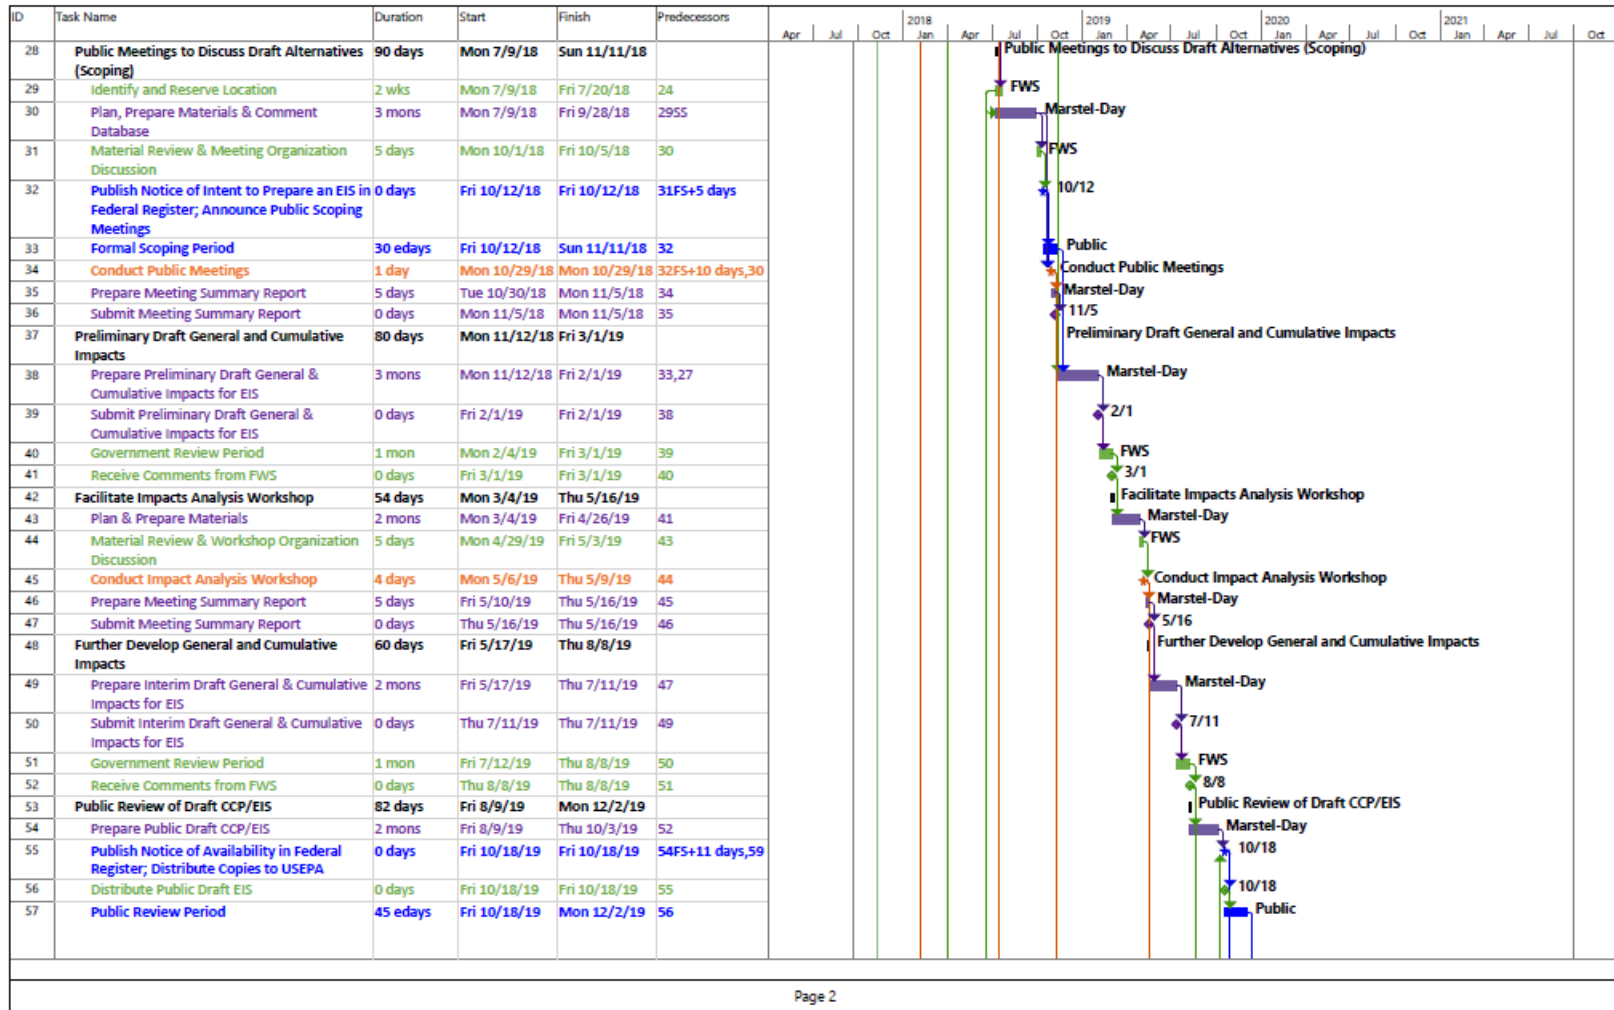 ID Task Name Duration Start Finish Predecessors
2018 2019 2020 2021
Apr Jul Oct Jan Apr Jul Oct Jan Apr Jul Oct Jan Apr Jul Oct Jan Apr Jul Oct
28 Public Meetings to Discuss Draft Alternatives 90 days Mon 7/9/18 Sun 11/11/18 Public Meetings to Discuss Draft Alternatives (Scoping)
(Scoping)
29 Identify and Reserve Location 2 wks Mon 7/9/18 Fri 7/20/18 24 FWS
30 Plan, Prepare Materials & Comment 3 mons Mon 7/9/18 Fri 9/28/18 29SS Marstel-Day
Database
31 Material Review & Meeting Organization 5 days Mon 10/1/18 Fri 10/5/18 30 FWS
Discussion
32 Publish Notice of Intent to Prepare an EIS in 0 days Fri 10/12/18 Fri 10/12/18 31FS+5 days 10/12
Federal Register; Announce Public Scoping
Meetings
33 Formal Scoping Period 30 edays Fri 10/12/18 Sun 11/11/18 32 Public
34 Conduct Public Meetings 1 day Mon 10/29/18 Mon 10/29/18 32FS+10 days,30 Conduct Public Meetings
35 Prepare Meeting Summary Report 5 days Tue 10/30/18 Mon 11/5/18 34 Marstel-Day
36 Submit Meeting Summary Report 0 days Mon 11/5/18 Mon 11/5/18 35 11/5
37 Preliminary Draft General and Cumulative 80 days Mon 11/12/18 Fri 3/1/19 Preliminary Draft General and Cumulative Impacts
Impacts
38 Prepare Preliminary Draft General & 3 mons Mon 11/12/18 Fri 2/1/19 33,27 Marstel-Day
Cumulative Impacts for EIS
39 Submit Preliminary Draft General & 0 days Fri 2/1/19 Fri 2/1/19 38 2/1
Cumulative Impacts for EIS
40 Government Review Period 1 mon Mon 2/4/19 Fri 3/1/19 39 FWS
41 Receive Comments from FWS 0 days Fri 3/1/19 Fri 3/1/19 40 3/1
42 Facilitate Impacts Analysis Workshop 54 days Mon 3/4/19 Thu 5/16/19 Facilitate Impacts Analysis Workshop
43 Plan & Prepare Materials 2 mons Mon 3/4/19 Fri 4/26/19 41 Marstel-Day
44 Material Review & Workshop Organization 5 days Mon 4/29/19 Fri 5/3/19 43 FWS
Discussion
45 Conduct Impact Analysis Workshop 4 days Mon 5/6/19 Thu 5/9/19 44 Conduct Impact Analysis Workshop
46 Prepare Meeting Summary Report 5 days Fri 5/10/19 Thu 5/16/19 45 Marstel-Day
47 Submit Meeting Summary Report 0 days Thu 5/16/19 Thu 5/16/19 46 5/16
48 Further Develop General and Cumulative 60 days Fri 5/17/19 Thu 8/8/19 Further Develop General and Cumulative Impacts
Impacts
49 Prepare Interim Draft General & Cumulative 2 mons Fri 5/17/19 Thu 7/11/19 47 Marstel-Day
Impacts for EIS
50 Submit Interim Draft General & Cumulative 0 days Thu 7/11/19 Thu 7/11/19 49 7/11
Impacts for EIS
51 Government Review Period 1 mon Fri 7/12/19 Thu 8/8/19 50 FWS
52 Receive Comments from FWS 0 days Thu 8/8/19 Thu 8/8/19 51 8/8
53 Public Review of Draft CCP/EIS 82 days Fri 8/9/19 Mon 12/2/19 Public Review of Draft CCP/EIS
54 Prepare Public Draft CCP/EIS 2 mons Fri 8/9/19 Thu 10/3/19 52 Marstel-Day
55 Publish Notice of Availability in Federal 0 days Fri 10/18/19 Fri 10/18/19 54FS+11 days,59 10/18
Register; Distribute Copies to USEPA
56 Distribute Public Draft EIS 0 days Fri 10/18/19 Fri 10/18/19 55 10/18
57 Public Review Period 45 edays Fri 10/18/19 Mon 12/2/19 56 Public
Page 2